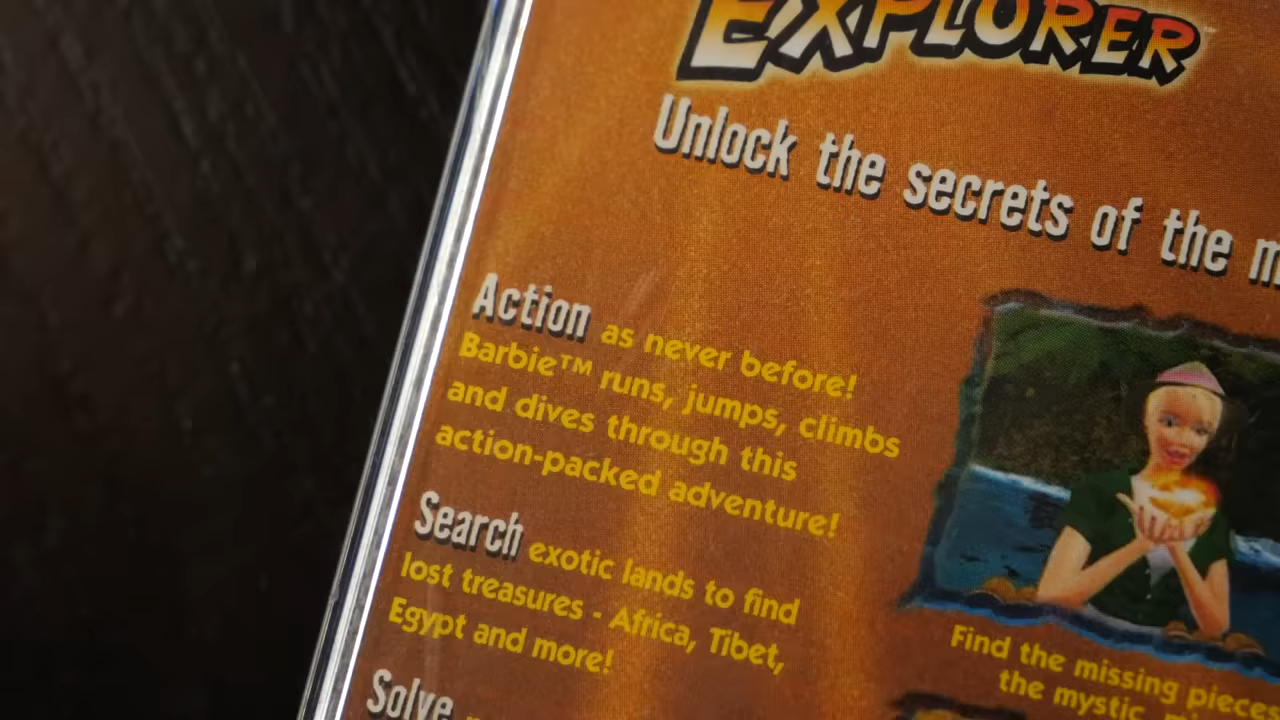 EXPLORER™
Unlock the secrets of the
Action as never before!
Barbie™ runs, jumps, climbs
and dives through this
action-packed adventure!
Search exotic lands to find
lost treasures - Africa, Tibet,
Egypt and more!
Solve
Find the missing pieces
the mystic